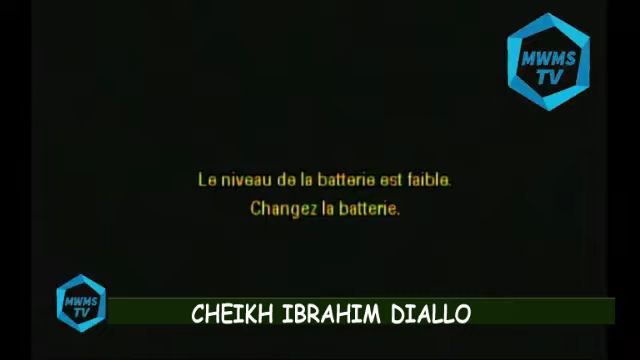 MWMS
TV
Le niveau de la batterie est faible.
Changez la batterie.
MWMS
TV
CHEIKH IBRAHIM DIALLO